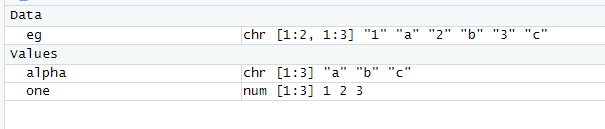 Data
eg chr [1:2, 1:3] "1" "a" "2" "b" "3" "c"
Values
alpha chr [1:3] "a" "b" "c"
one num [1:3] 1 2 3